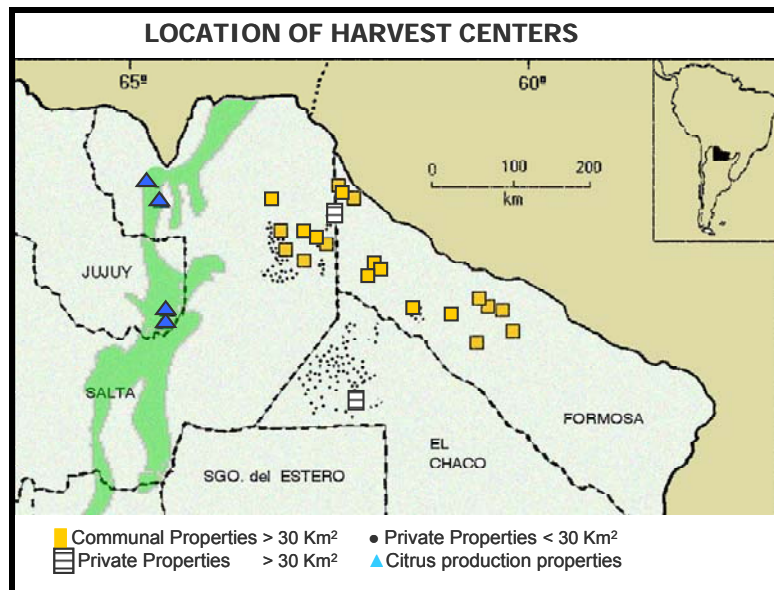 LOCATION OF HARVEST CENTERS
65º
60º
0 100 200
km
JUJUY
SALTA
FORMOSA
EL
CHACO
SGO. del ESTERO
Communal Properties > 30 Km²
Private Properties < 30 Km²
Private Properties > 30 Km²
Citrus production properties